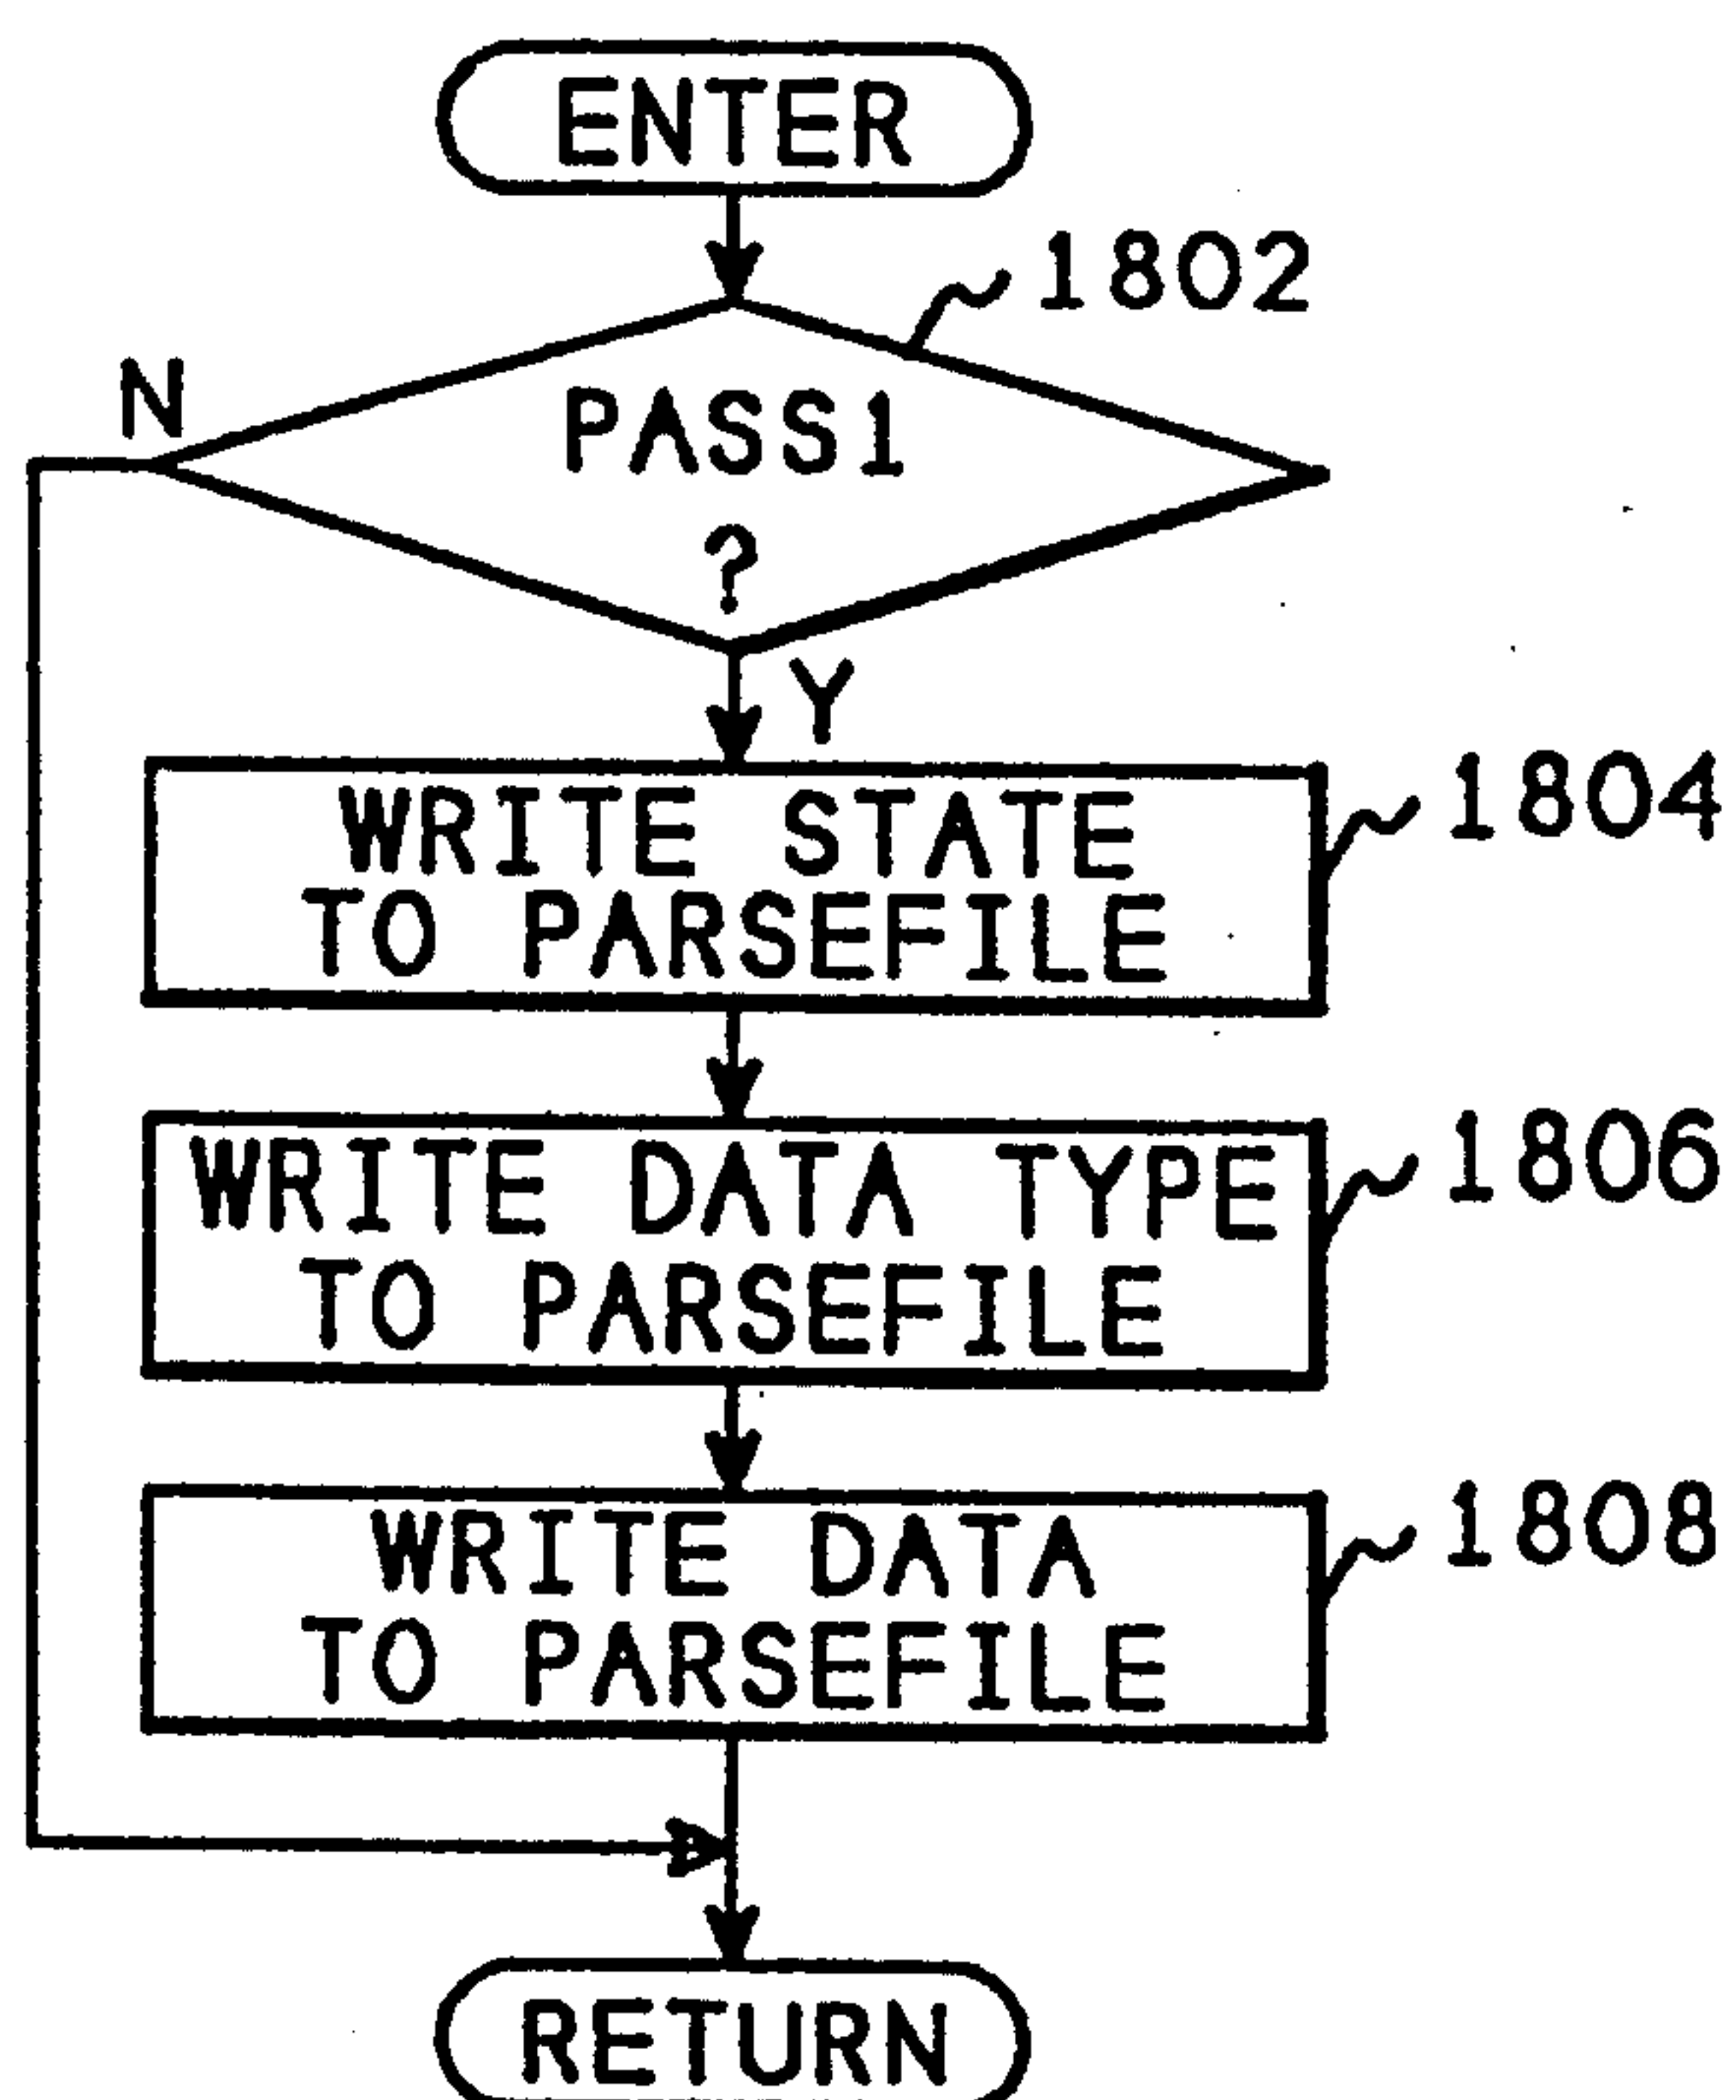 ENTER
1802
N
PASS1
?
Y
WRITE STATE
TO PARSEFILE
1804
WRITE DATA TYPE
TO PARSEFILE
1806
WRITE DATA
TO PARSEFILE
1808
RETURN